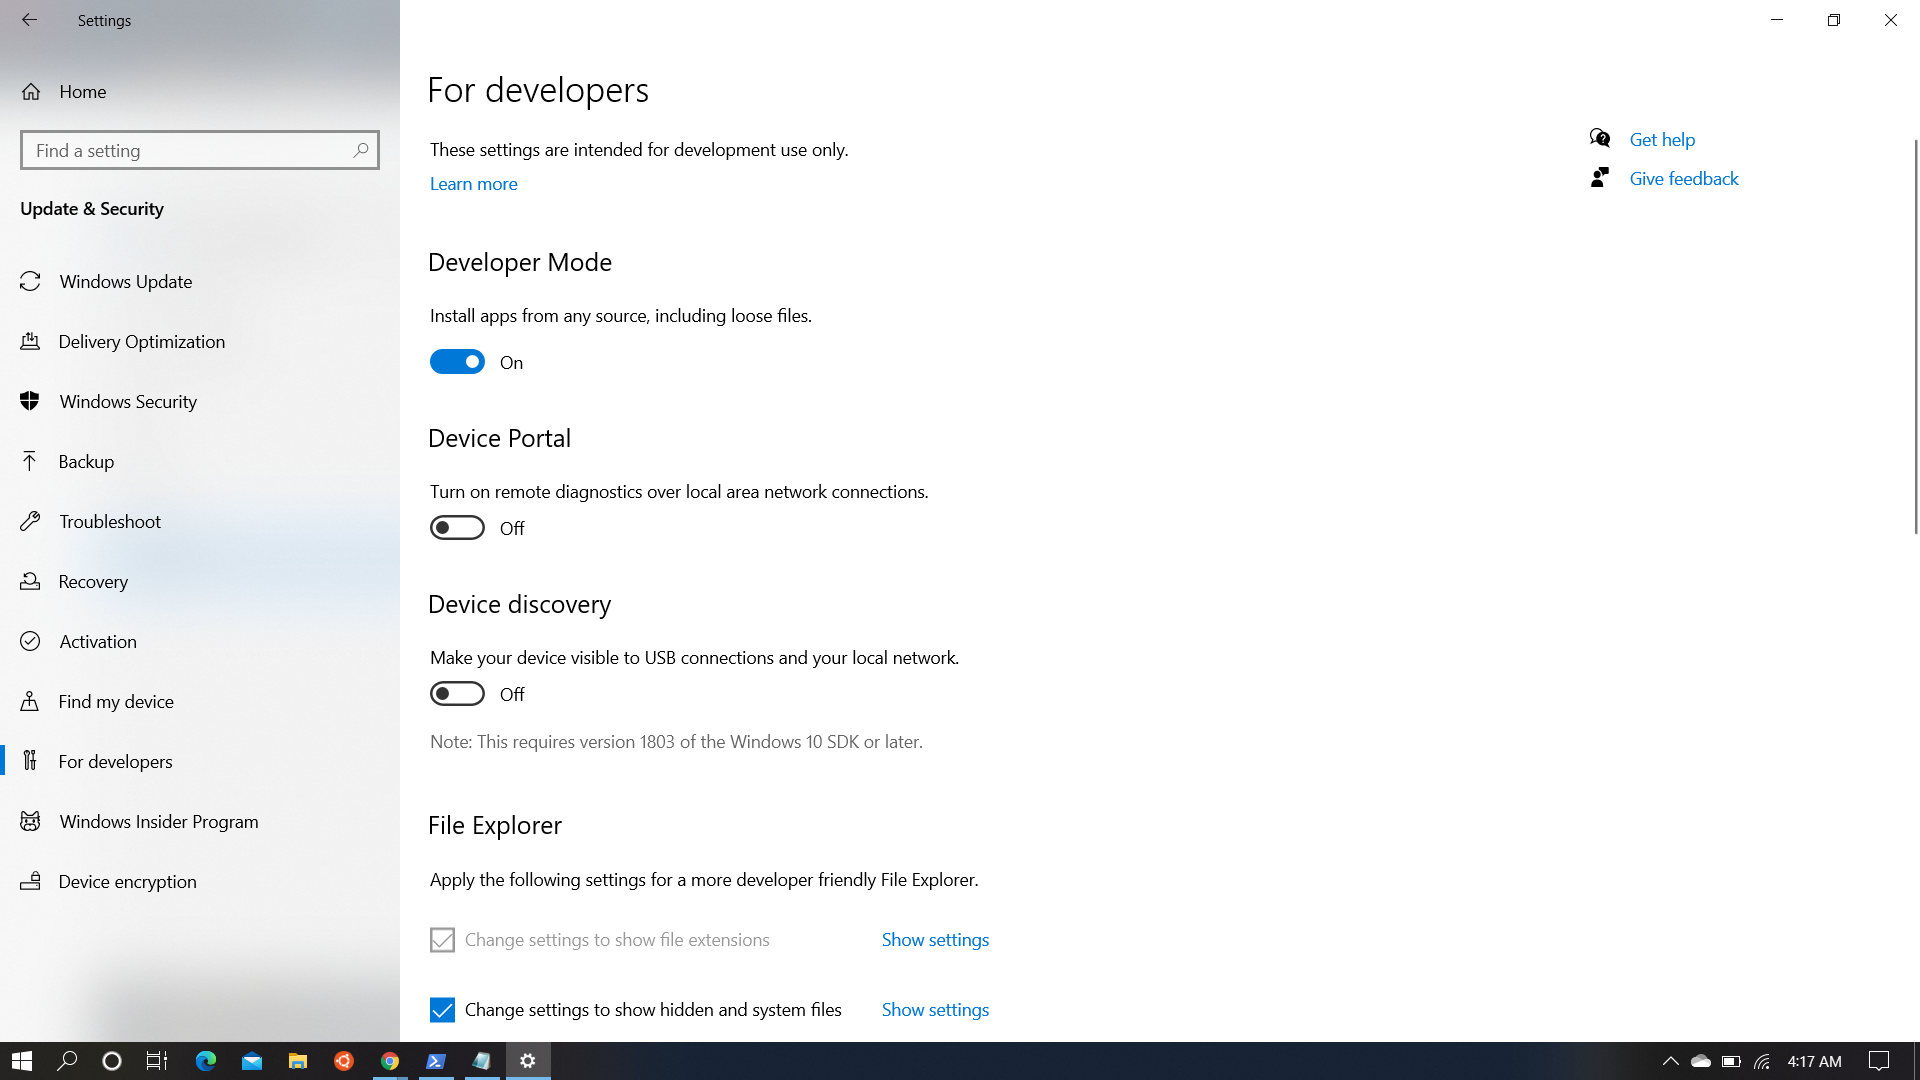 Settings
Home
Find a setting
Update & Security
Windows Update
Delivery Optimization
Windows Security
Backup
Troubleshoot
Recovery
Activation
Find my device
For developers
Windows Insider Program
Device encryption
For developers
These settings are intended for development use only.
Learn more
Developer Mode
Install apps from any source, including loose files.
On
Device Portal
Turn on remote diagnostics over local area network connections.
Off
Device discovery
Make your device visible to USB connections and your local network.
Off
Note: This requires version 1803 of the Windows 10 SDK or later.
File Explorer
Apply the following settings for a more developer friendly File Explorer.
Change settings to show file extensions Show settings
Change settings to show hidden and system files Show settings
Get help
Give feedback
4:17 AM